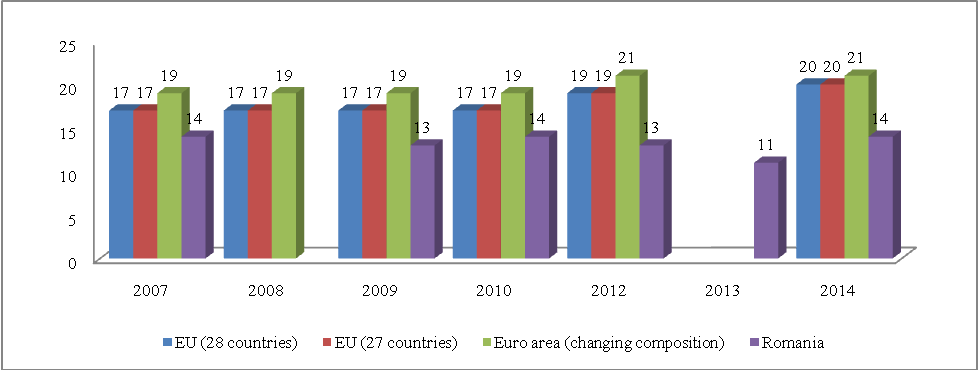 25
20
15
10
5
0
17 17 19 14
17 17 19
17 17 19 13
17 17 19 14
19 19 21 13
11
20 20 21 14
2007 2008 2009 2010 2012 2013 2014
EU (28 countries) EU (27 countries) Euro area (changing composition) Romania